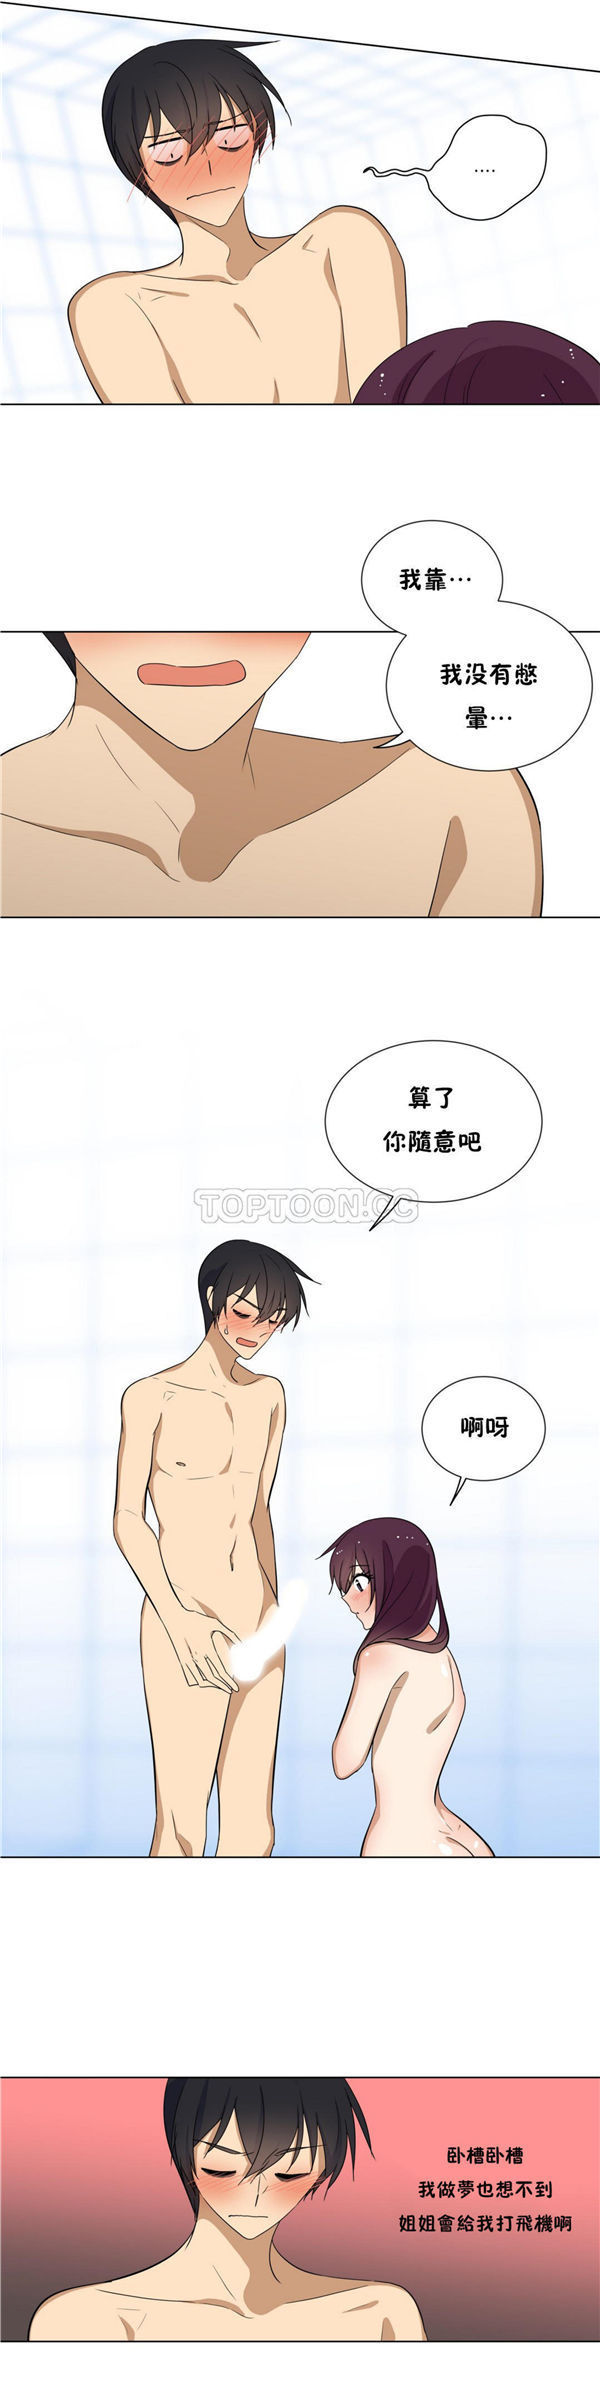 ....
我靠…
我没有憋
暈…
算了
你隨意吧
TOPTOON.CC
啊呀
卧槽卧槽
我做夢也想不到
姐姐會給我打飛機啊